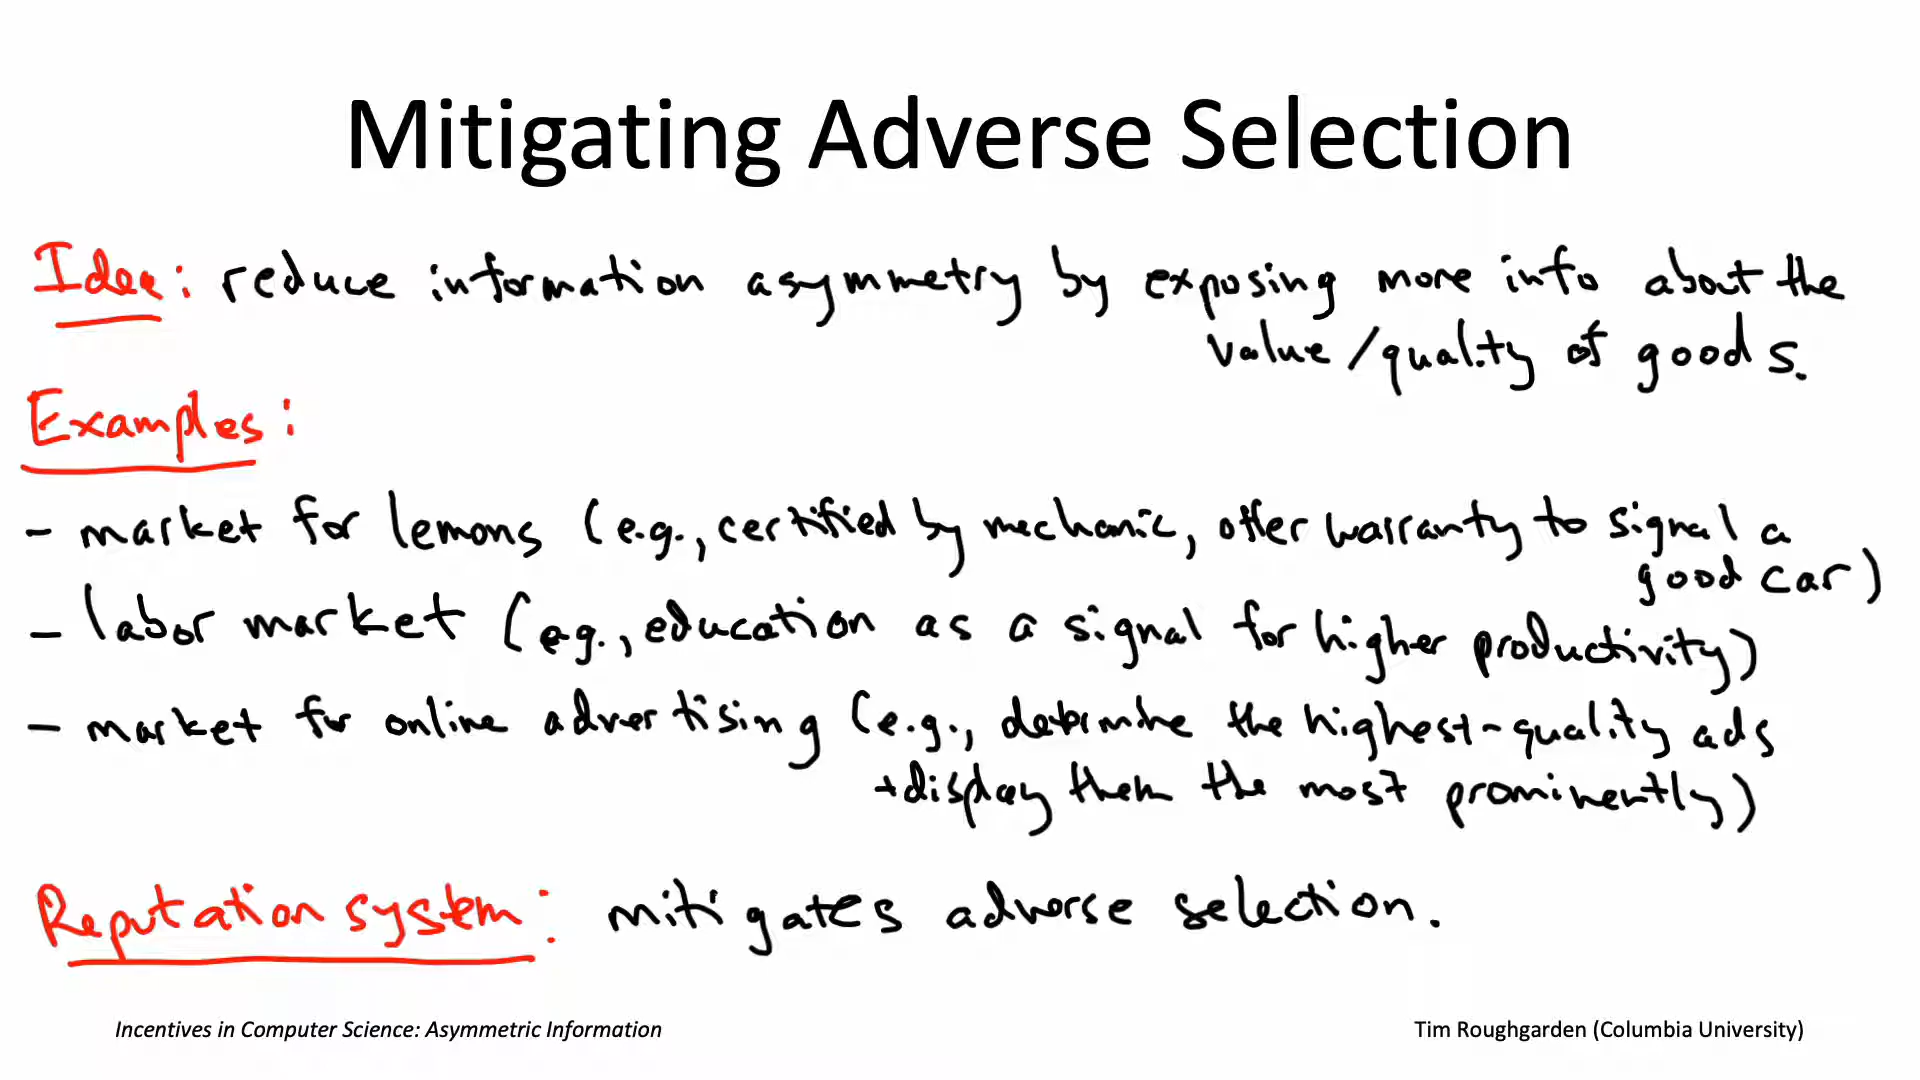 Mitigating Adverse Selection
Idea: reduce information asymmetry by exposing more info about the
value/quality of goods.
Examples:
- market for lemons (e.g., certified by mechanic, offer warranty to signal a
good car)
- labor market (e.g., education as a signal for higher productivity)
- market for online advertising (e.g., determine the highest-quality ads
+ display them the most prominently)
Reputation system: mitigates adverse selection.
Incentives in Computer Science: Asymmetric Information
Tim Roughgarden (Columbia University)